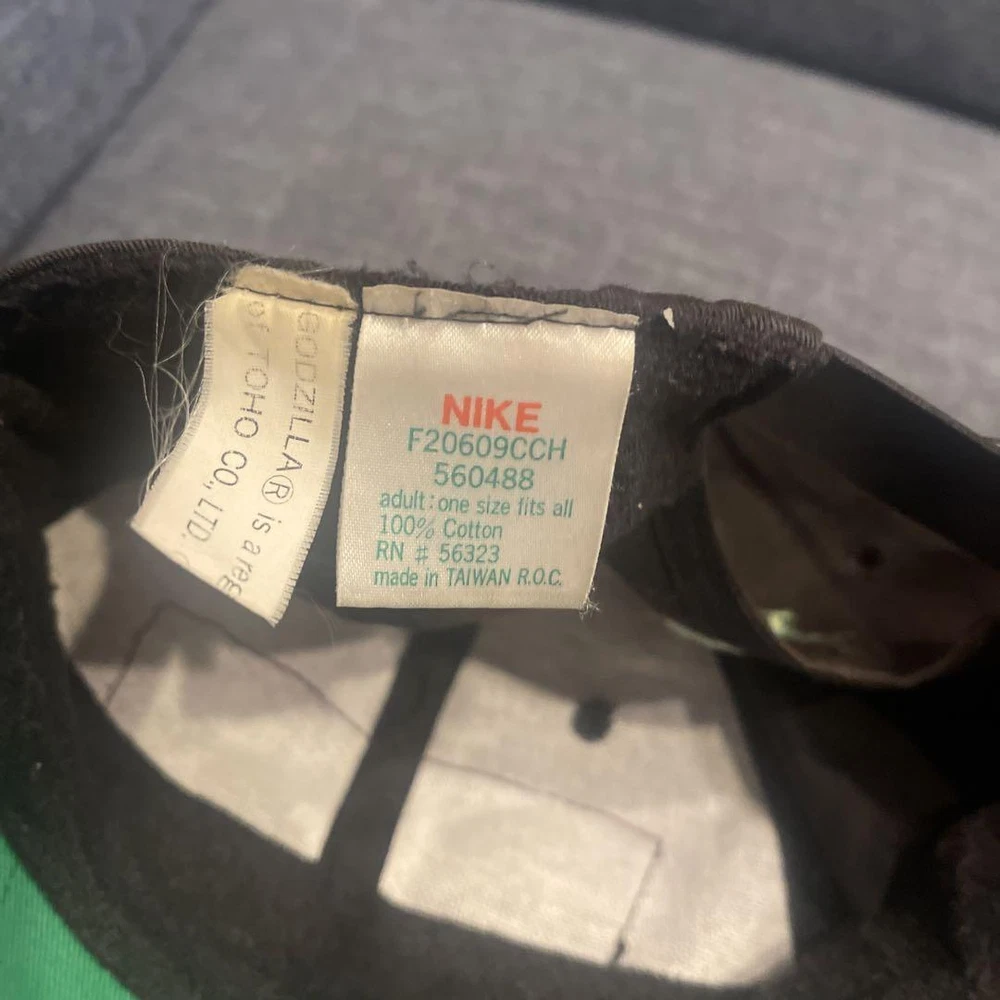 GODZILLA® is a reg
of TOHO CO., LTD.
NIKE
F20609CCH
560488
adult: one size fits all
100% Cotton
RN # 56323
made in TAIWAN R.O.C.